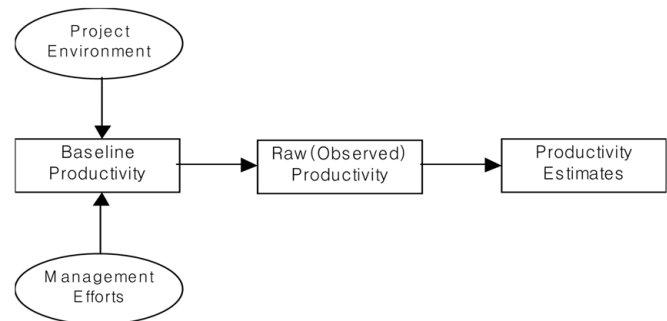 Project
Environment
Baseline
Productivity
Raw(Observed)
Productivity
Productivity
Estimates
Management
Efforts